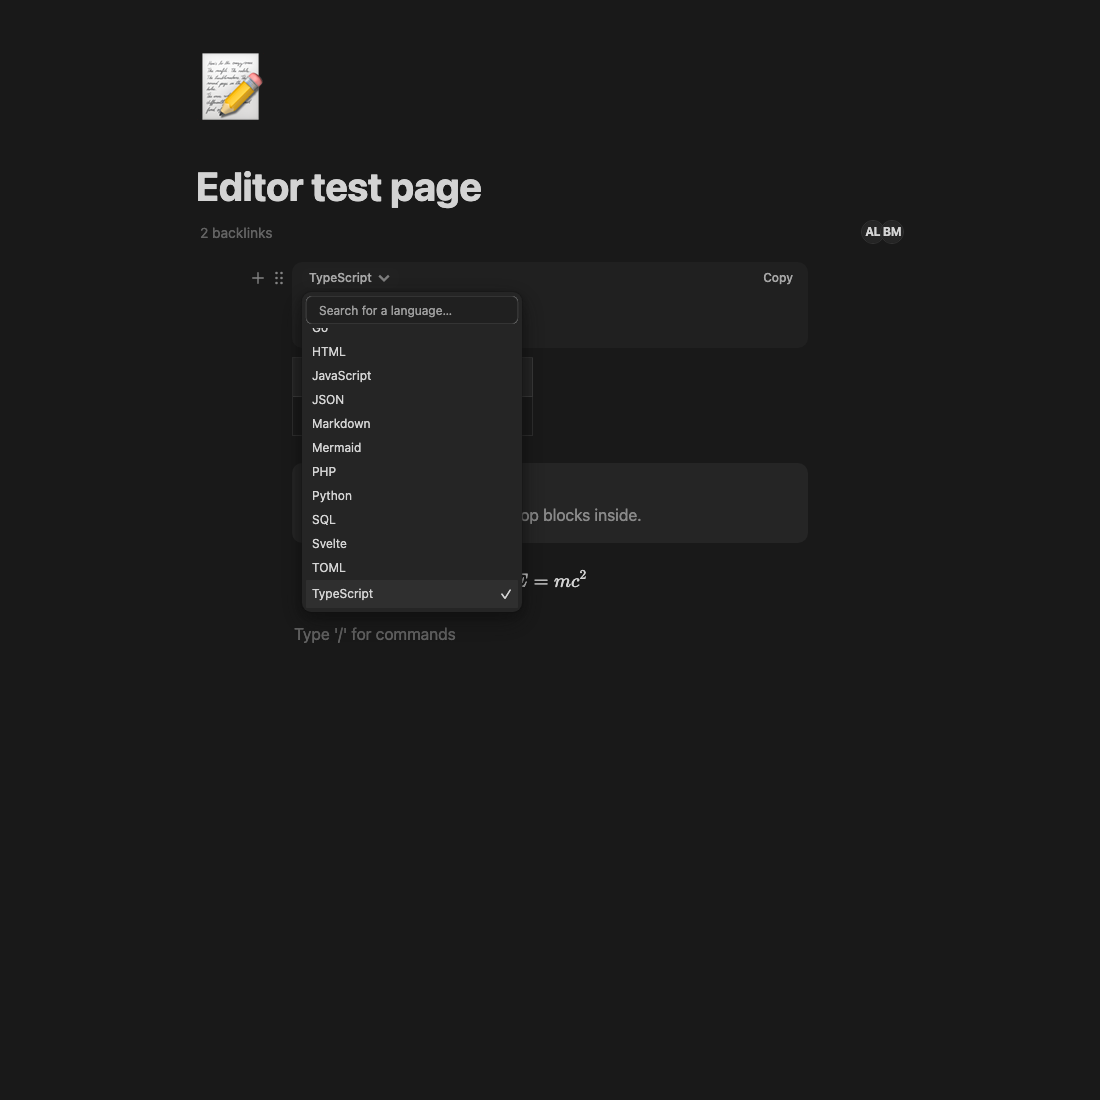 Editor test page
2 backlinks
AL BM
TypeScript
Copy
Search for a language...
Go
HTML
JavaScript
JSON
Markdown
Mermaid
PHP
Python
SQL
Svelte
TOML
TypeScript
op blocks inside.
E = mc²
Type '/' for commands